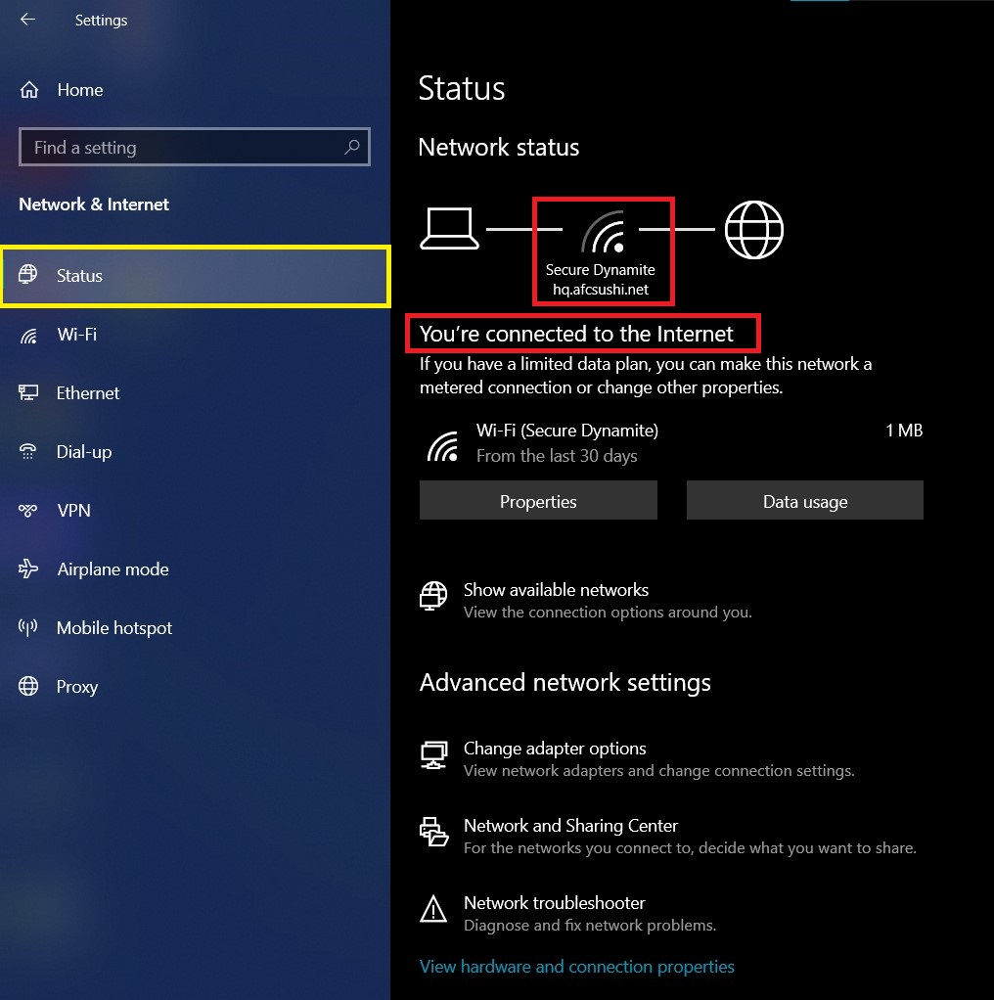 Settings
Home
Find a setting
Network & Internet
Status
Wi-Fi
Ethernet
Dial-up
VPN
Airplane mode
Mobile hotspot
Proxy
Status
Network status
Secure Dynamite
hq.afcsushi.net
You’re connected to the Internet
If you have a limited data plan, you can make this network a
metered connection or change other properties.
Wi-Fi (Secure Dynamite)
1 MB
From the last 30 days
Properties
Data usage
Show available networks
View the connection options around you.
Advanced network settings
Change adapter options
View network adapters and change connection settings.
Network and Sharing Center
For the networks you connect to, decide what you want to share.
Network troubleshooter
Diagnose and fix network problems.
View hardware and connection properties